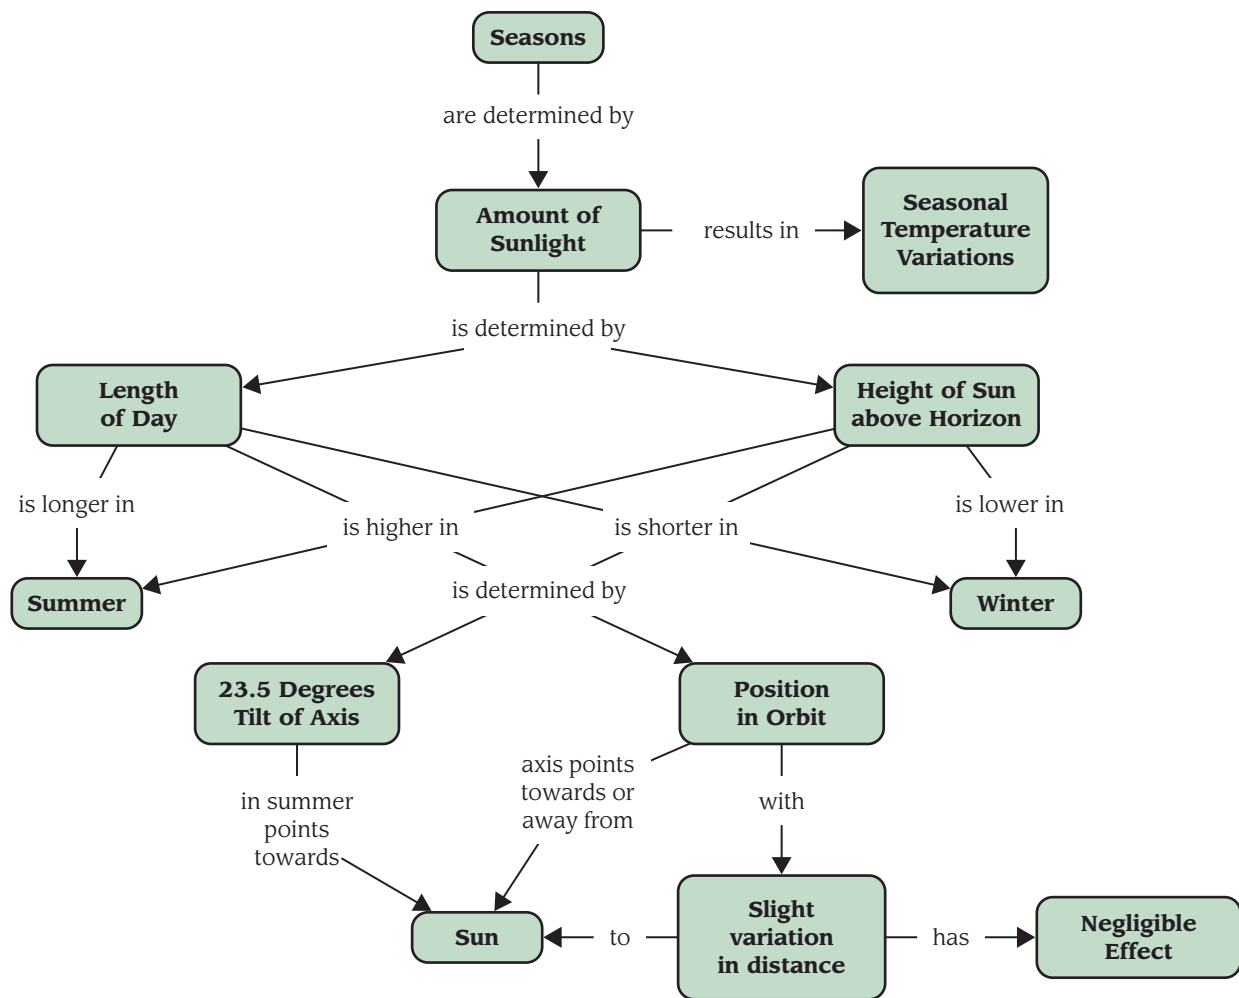 Seasons
are determined by
Amount of
Sunlight
results in
Seasonal
Temperature
Variations
is determined by
Length
of Day
Height of Sun
above Horizon
is longer in
is higher in
is shorter in
is lower in
Summer
is determined by
Winter
23.5 Degrees
Tilt of Axis
Position
in Orbit
in summer
points
towards
axis points
towards or
away from
with
Sun
to
Slight
variation
in distance
has
Negligible
Effect